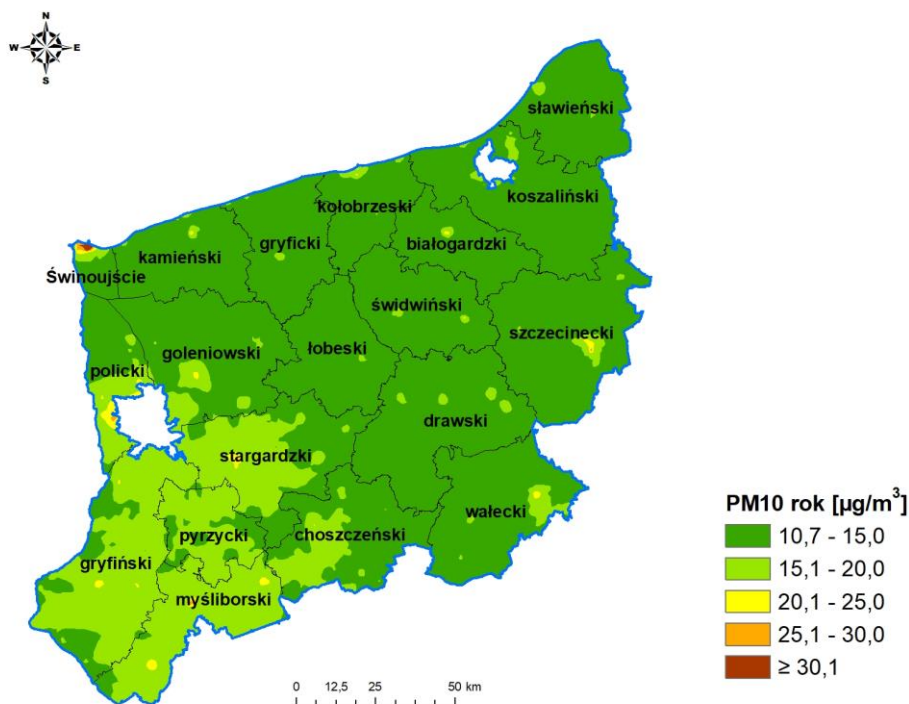 N
W E
S
sławieński
koszaliński
kołobrzeski
gryficki
białogardzki
kamieński
Świnoujście
świdwiński
szczecinecki
goleniowski
łobeski
policki
drawski
stargardzki
wałecki
pyrzycki
choszczeński
gryfiński
myśliborski
PM10 rok [µg/m³]
10,7 - 15,0
15,1 - 20,0
20,1 - 25,0
25,1 - 30,0
≥ 30,1
0 12,5 25 50 km